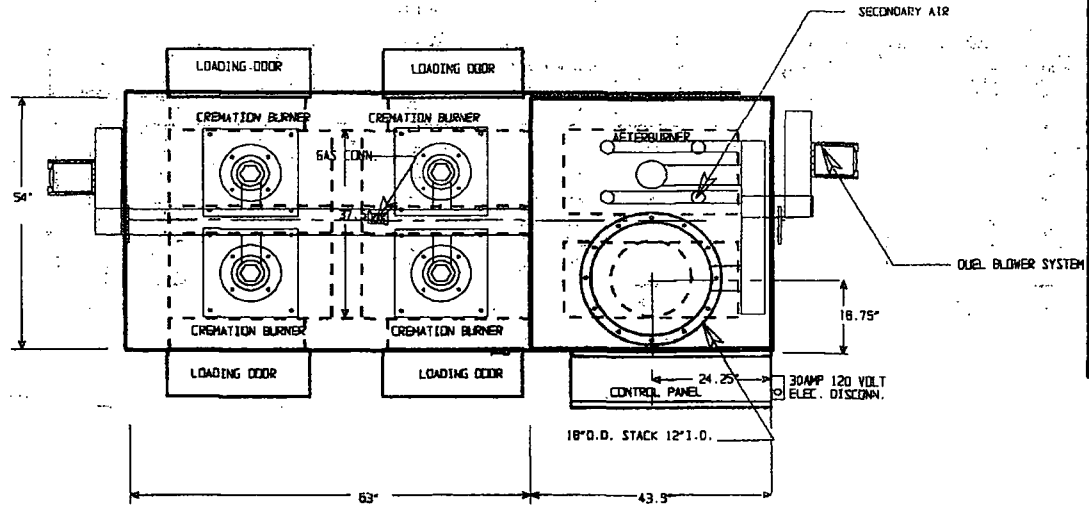 SECONDARY AIR
LOADING DOOR
LOADING DOOR
CREMATION BURNER
CREMATION BURNER
AFTERBURNER
GAS CONN.
54"
DUEL BLOWER SYSTEM
18.75"
CREMATION BURNER
CREMATION BURNER
LOADING DOOR
LOADING DOOR
24.25"
30AMP 120 VOLT
ELEC. DISCONN.
CONTROL PANEL
18"O.D. STACK 12"I.D.
63"
43.5"